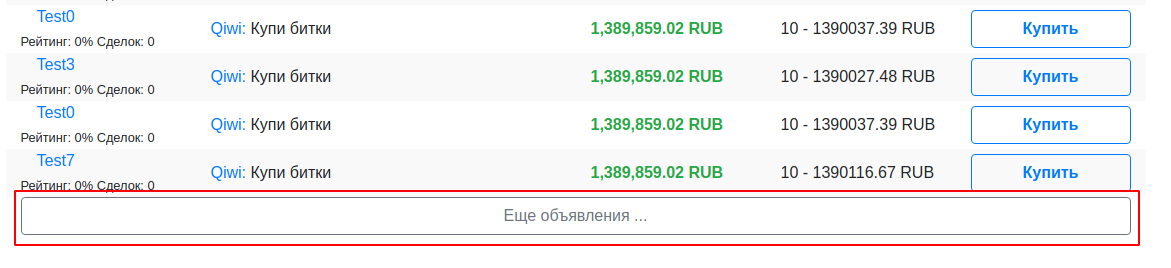 Test0
Рейтинг: 0% Сделок: 0
Qiwi: Купи битки 1,389,859.02 RUB 10 - 1390037.39 RUB Купить
Test3
Рейтинг: 0% Сделок: 0
Qiwi: Купи битки 1,389,859.02 RUB 10 - 1390027.48 RUB Купить
Test0
Рейтинг: 0% Сделок: 0
Qiwi: Купи битки 1,389,859.02 RUB 10 - 1390037.39 RUB Купить
Test7
Рейтинг: 0% Сделок: 0
Qiwi: Купи битки 1,389,859.02 RUB 10 - 1390116.67 RUB Купить
Еще объявления ...